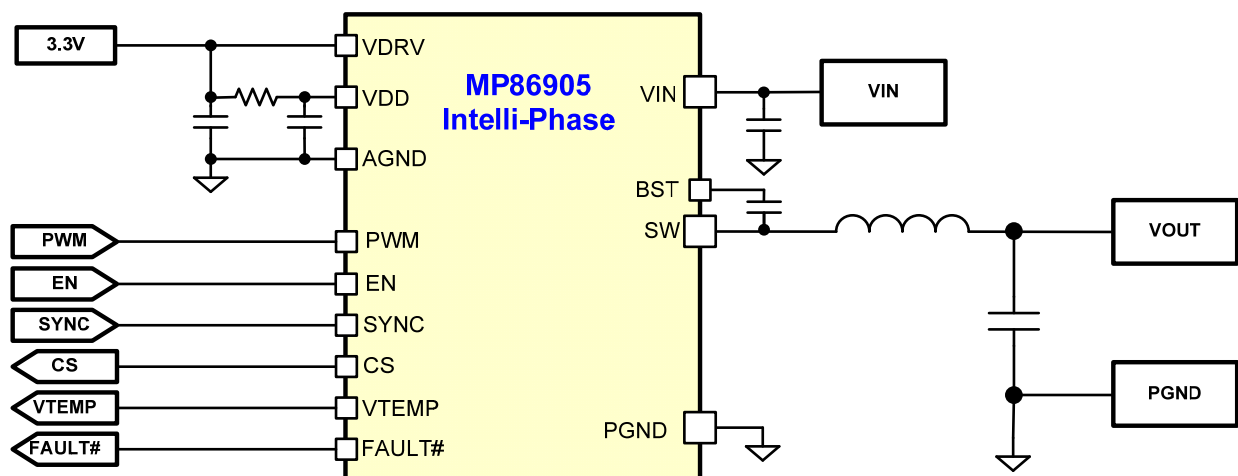 3.3V
VDRV
VDD
AGND
MP86905
Intelli-Phase
VIN
VIN
BST
SW
VOUT
PWM
PWM
EN
EN
SYNC
SYNC
CS
CS
VTEMP
VTEMP
FAULT#
FAULT#
PGND
PGND